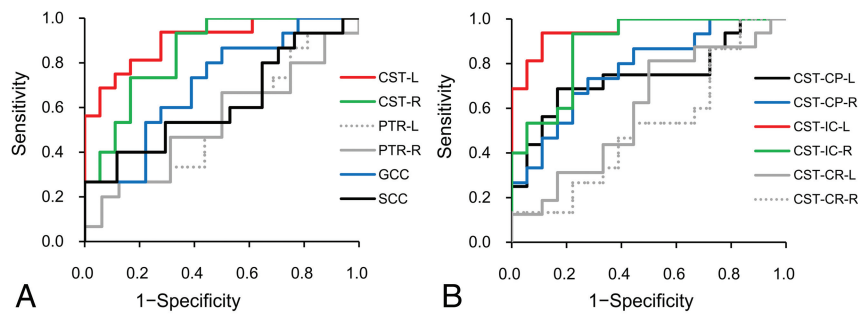 1.0
0.8
0.6
0.4
0.2
0.0
Sensitivity
0.0 0.2 0.4 0.6 0.8 1.0
1−Specificity
CST-L
CST-R
PTR-L
PTR-R
GCC
SCC
A
1.0
0.8
0.6
0.4
0.2
0.0
Sensitivity
0.0 0.2 0.4 0.6 0.8 1.0
1−Specificity
CST-CP-L
CST-CP-R
CST-IC-L
CST-IC-R
CST-CR-L
CST-CR-R
B